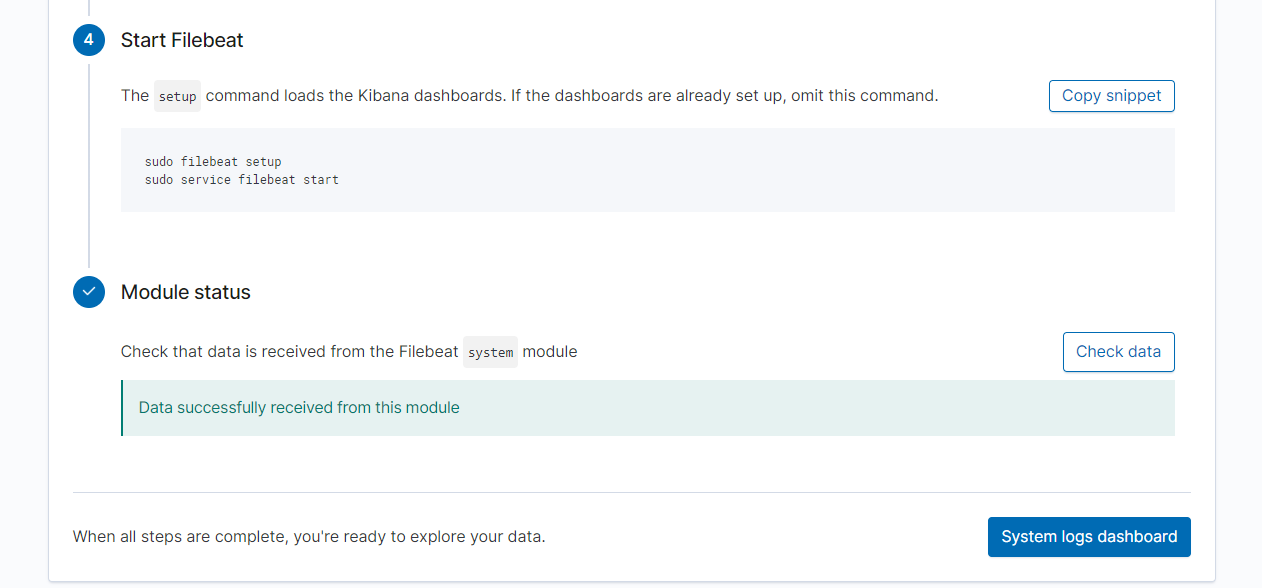 4 Start Filebeat
The setup command loads the Kibana dashboards. If the dashboards are already set up, omit this command.
Copy snippet
sudo filebeat setup
sudo service filebeat start
Module status
Check that data is received from the Filebeat system module
Check data
Data successfully received from this module
When all steps are complete, you're ready to explore your data.
System logs dashboard